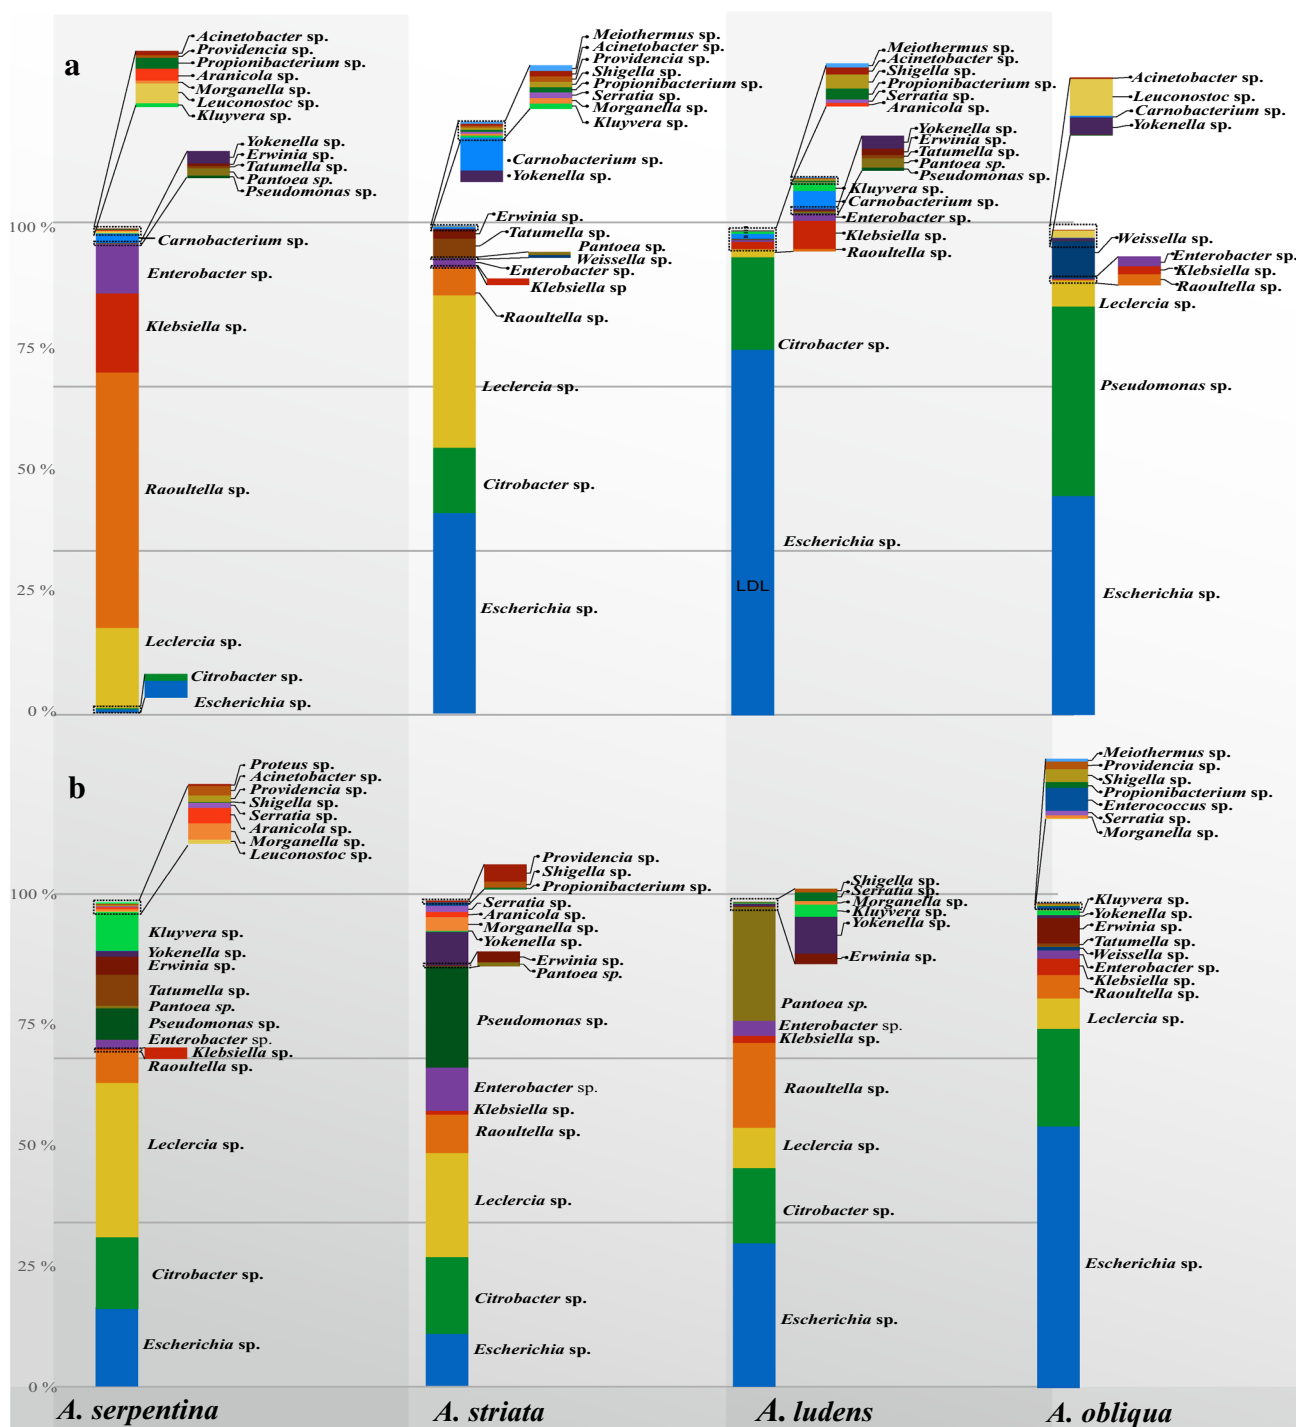 a
Acinetobacter sp.
Providencia sp.
Propionibacterium sp.
Aranicola sp.
Morganella sp.
Leuconostoc sp.
Kluyvera sp.
Yokenella sp.
Erwinia sp.
Tatumella sp.
Pantoea sp.
Pseudomonas sp.
Carnobacterium sp.
Enterobacter sp.
Klebsiella sp.
Raoultella sp.
Leclercia sp.
Citrobacter sp.
Escherichia sp.
Meiothermus sp.
Acinetobacter sp.
Providencia sp.
Shigella sp.
Propionibacterium sp.
Serratia sp.
Morganella sp.
Kluyvera sp.
Carnobacterium sp.
Yokenella sp.
Erwinia sp.
Tatumella sp.
Pantoea sp.
Weissella sp.
Enterobacter sp.
Klebsiella sp
Raoultella sp.
Leclercia sp.
Citrobacter sp.
Escherichia sp.
Meiothermus sp.
Acinetobacter sp.
Shigella sp.
Propionibacterium sp.
Serratia sp.
Aranicola sp.
Yokenella sp.
Erwinia sp.
Tatumella sp.
Pantoea sp.
Pseudomonas sp.
Kluyvera sp.
Carnobacterium sp.
Enterobacter sp.
Klebsiella sp.
Raoultella sp.
Citrobacter sp.
Escherichia sp.
LDL
Acinetobacter sp.
Leuconostoc sp.
Carnobacterium sp.
Yokenella sp.
Weissella sp.
Enterobacter sp.
Klebsiella sp.
Raoultella sp.
Leclercia sp.
Pseudomonas sp.
Escherichia sp.
100 %
75 %
50 %
25 %
0 %
b
Proteus sp.
Acinetobacter sp.
Providencia sp.
Shigella sp.
Serratia sp.
Aranicola sp.
Morganella sp.
Leuconostoc sp.
Kluyvera sp.
Yokenella sp.
Erwinia sp.
Tatumella sp.
Pantoea sp.
Pseudomonas sp.
Enterobacter sp.
Klebsiella sp.
Raoultella sp.
Leclercia sp.
Citrobacter sp.
Escherichia sp.
Providencia sp.
Shigella sp.
Propionibacterium sp.
Serratia sp.
Aranicola sp.
Morganella sp.
Yokenella sp.
Erwinia sp.
Pantoea sp.
Pseudomonas sp.
Enterobacter sp.
Klebsiella sp.
Raoultella sp.
Leclercia sp.
Citrobacter sp.
Escherichia sp.
Shigella sp.
Serratia sp.
Morganella sp.
Kluyvera sp.
Yokenella sp.
Erwinia sp.
Pantoea sp.
Enterobacter sp.
Klebsiella sp.
Raoultella sp.
Leclercia sp.
Citrobacter sp.
Escherichia sp.
Meiothermus sp.
Providencia sp.
Shigella sp.
Propionibacterium sp.
Enterococcus sp.
Serratia sp.
Morganella sp.
Kluyvera sp.
Yokenella sp.
Erwinia sp.
Tatumella sp.
Weissella sp.
Enterobacter sp.
Klebsiella sp.
Raoultella sp.
Leclercia sp.
Escherichia sp.
100 %
75 %
50 %
25 %
0 %
A. serpentina
A. striata
A. ludens
A. obliqua